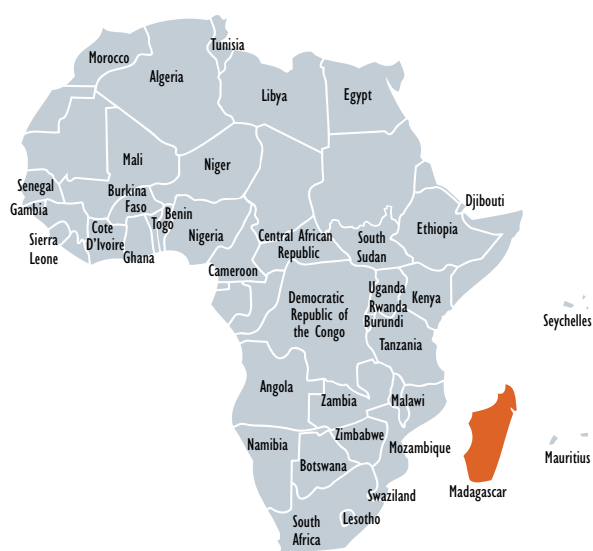 Tunisia
Morocco
Algeria
Libya
Egypt
Mali
Niger
Senegal
Burkina
Faso
Gambia
Benin
Togo
Djibouti
Cote
D'Ivoire
Nigeria
Ethiopia
Sierra
Leone
Ghana
Central African
Republic
South
Sudan
Cameroon
Uganda
Kenya
Rwanda
Burundi
Democratic
Republic of
the Congo
Seychelles
Tanzania
Angola
Zambia
Malawi
Zimbabwe
Namibia
Mozambique
Botswana
Mauritius
Swaziland
Madagascar
South
Africa
Lesotho